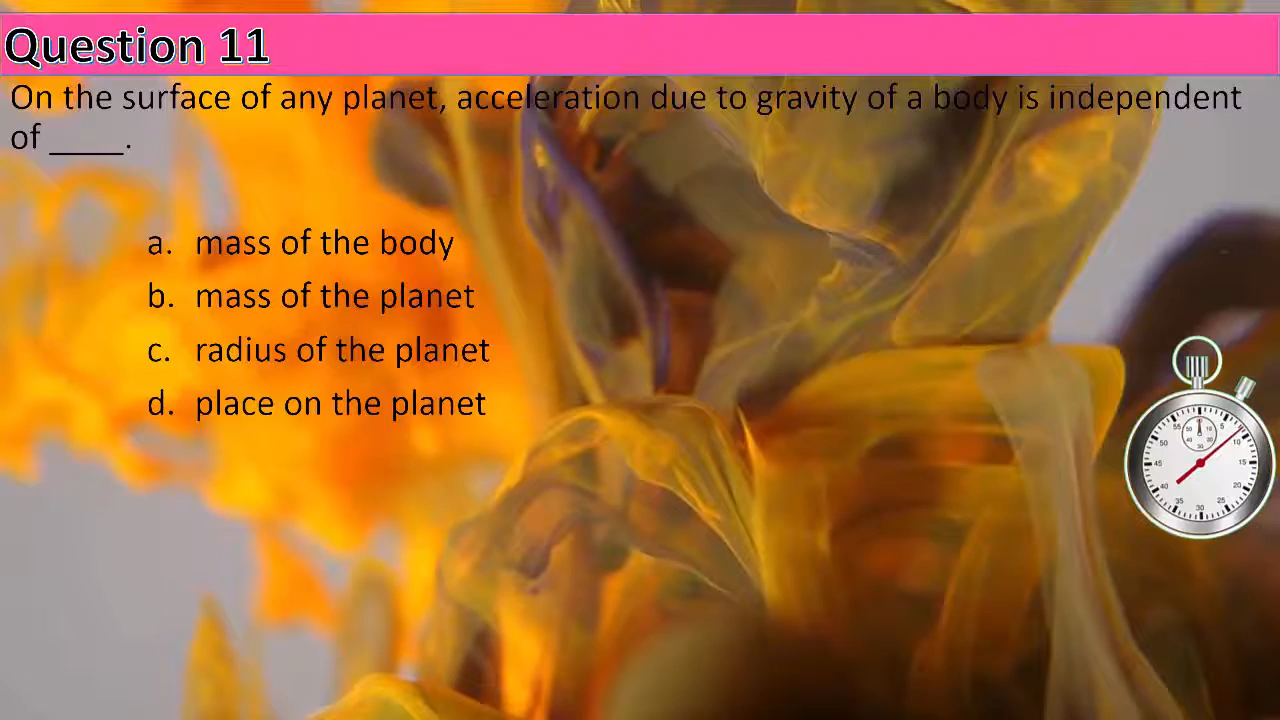 Question 11
On the surface of any planet, acceleration due to gravity of a body is independent
of ____.
a. mass of the body
b. mass of the planet
c. radius of the planet
d. place on the planet